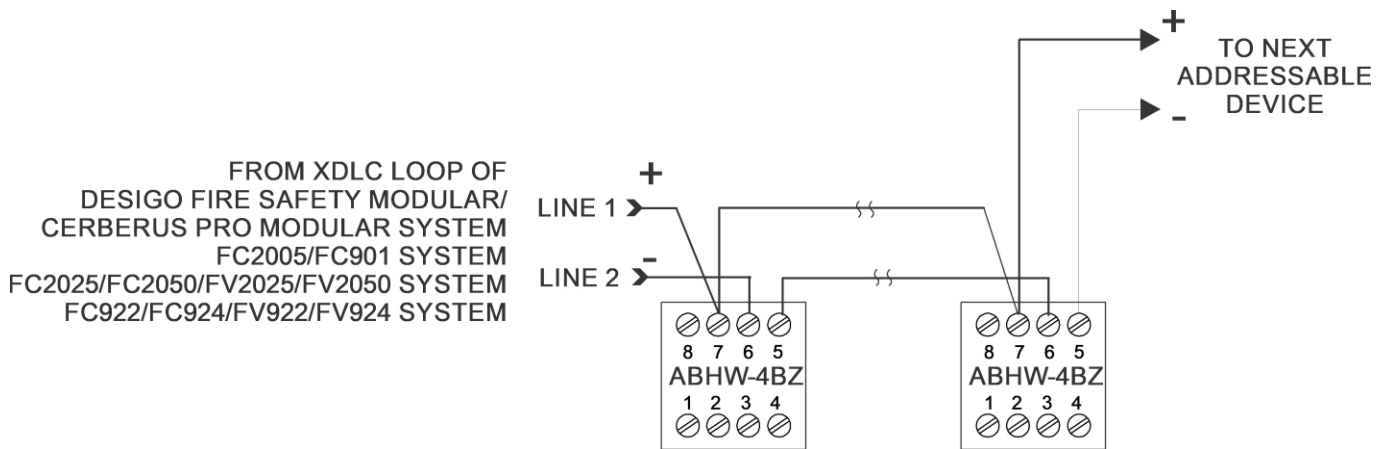 +
TO NEXT
ADDRESSABLE
DEVICE
-
FROM XDLC LOOP OF
DESIGO FIRE SAFETY MODULAR/
CERBERUS PRO MODULAR SYSTEM
FC2005/FC901 SYSTEM
FC2025/FC2050/FV2025/FV2050 SYSTEM
FC922/FC924/FV922/FV924 SYSTEM
+
LINE 1
-
LINE 2
8 7 6 5
ABHW-4BZ
1 2 3 4
8 7 6 5
ABHW-4BZ
1 2 3 4